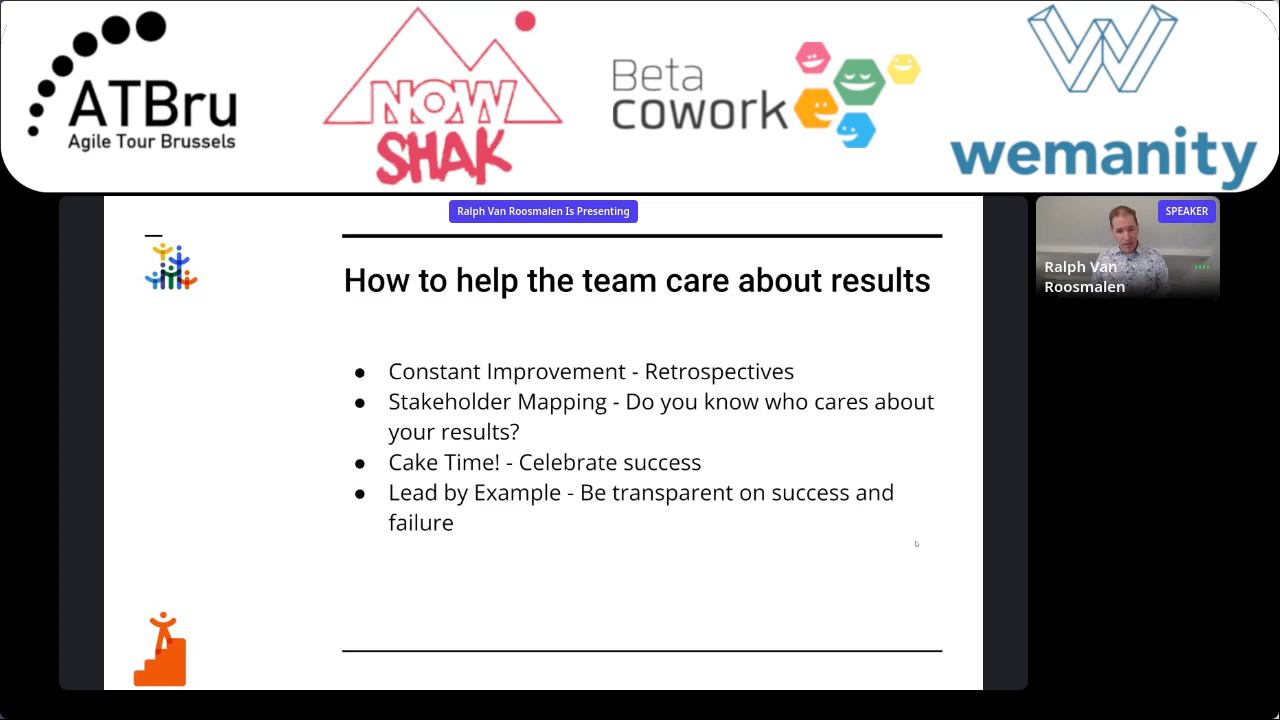 ATBru
Agile Tour Brussels
NOW
SHAK
Beta
cowork
wemanity
Ralph Van Roosmalen Is Presenting
SPEAKER
Ralph Van
Roosmalen
How to help the team care about results
● Constant Improvement - Retrospectives
● Stakeholder Mapping - Do you know who cares about
your results?
● Cake Time! - Celebrate success
● Lead by Example - Be transparent on success and
failure